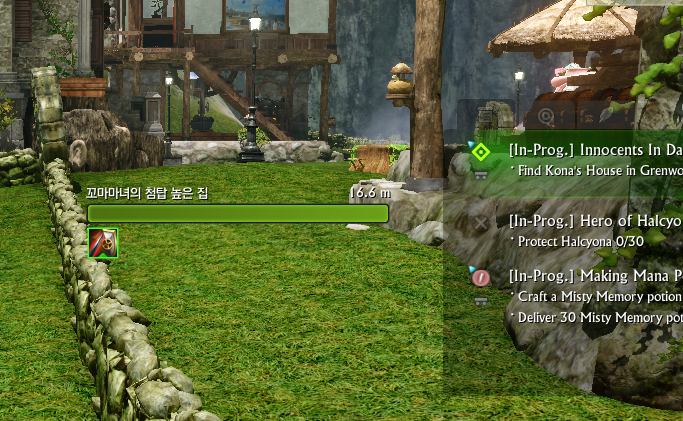 꼬마마녀의 첨탑 높은 집
16.6 m
[In-Prog.] Innocents In Da
· Find Kona's House in Grenwo
[In-Prog.] Hero of Halcyo
· Protect Halcyona 0/30
[In-Prog.] Making Mana P
· Craft a Misty Memory potion
· Deliver 30 Misty Memory pot